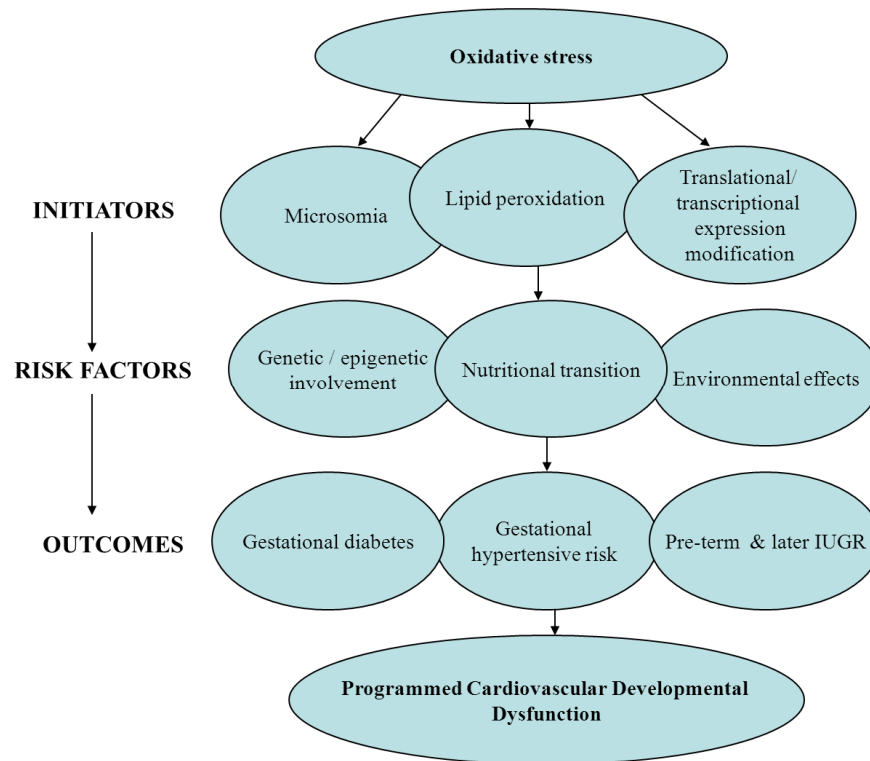 Oxidative stress
INITIATORS
Microsomia
Lipid peroxidation
Translational/
transcriptional
expression
modification
RISK FACTORS
Genetic / epigenetic
involvement
Nutritional transition
Environmental effects
OUTCOMES
Gestational diabetes
Gestational
hypertensive risk
Pre-term & later IUGR
Programmed Cardiovascular Developmental
Dysfunction